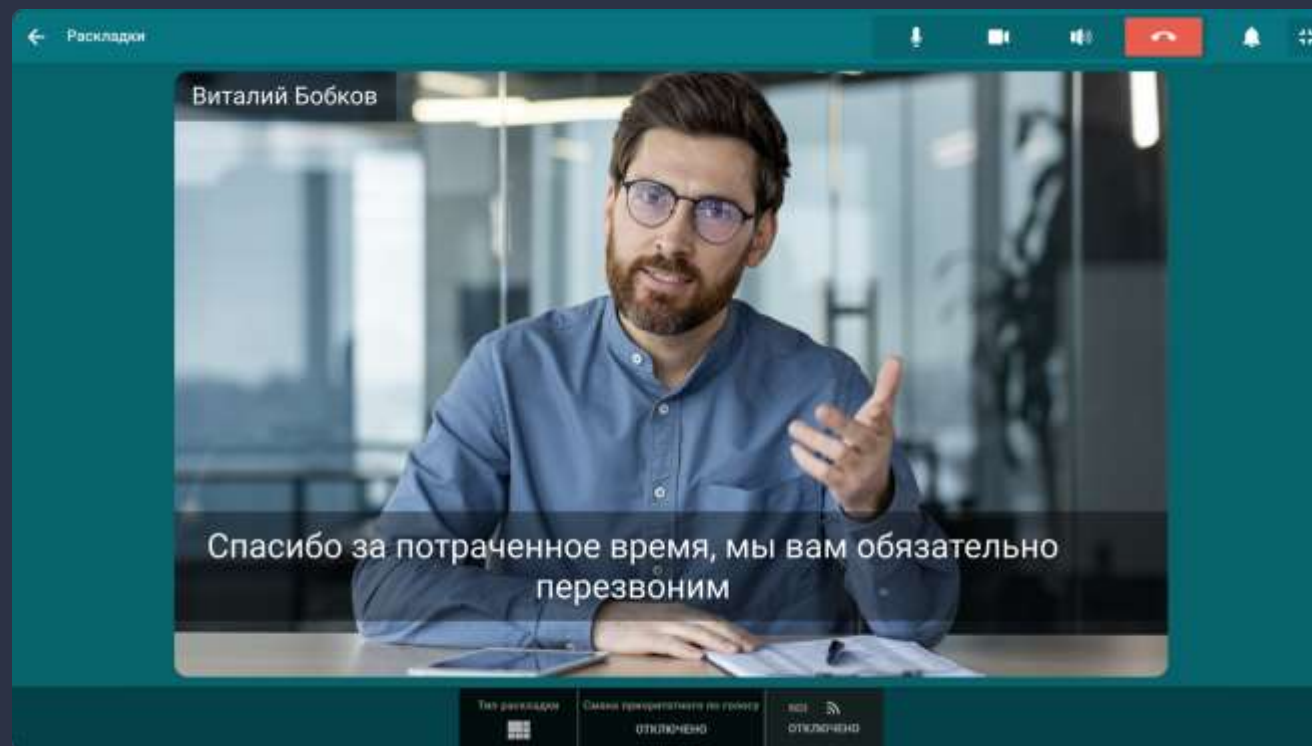 Раскладки
Виталий Бобков
Спасибо за потраченное время, мы вам обязательно
перезвоним
Тип раскладки
Смена приоритетного по голосу
ОТКЛЮЧЕНО
NDI
ОТКЛЮЧЕНО